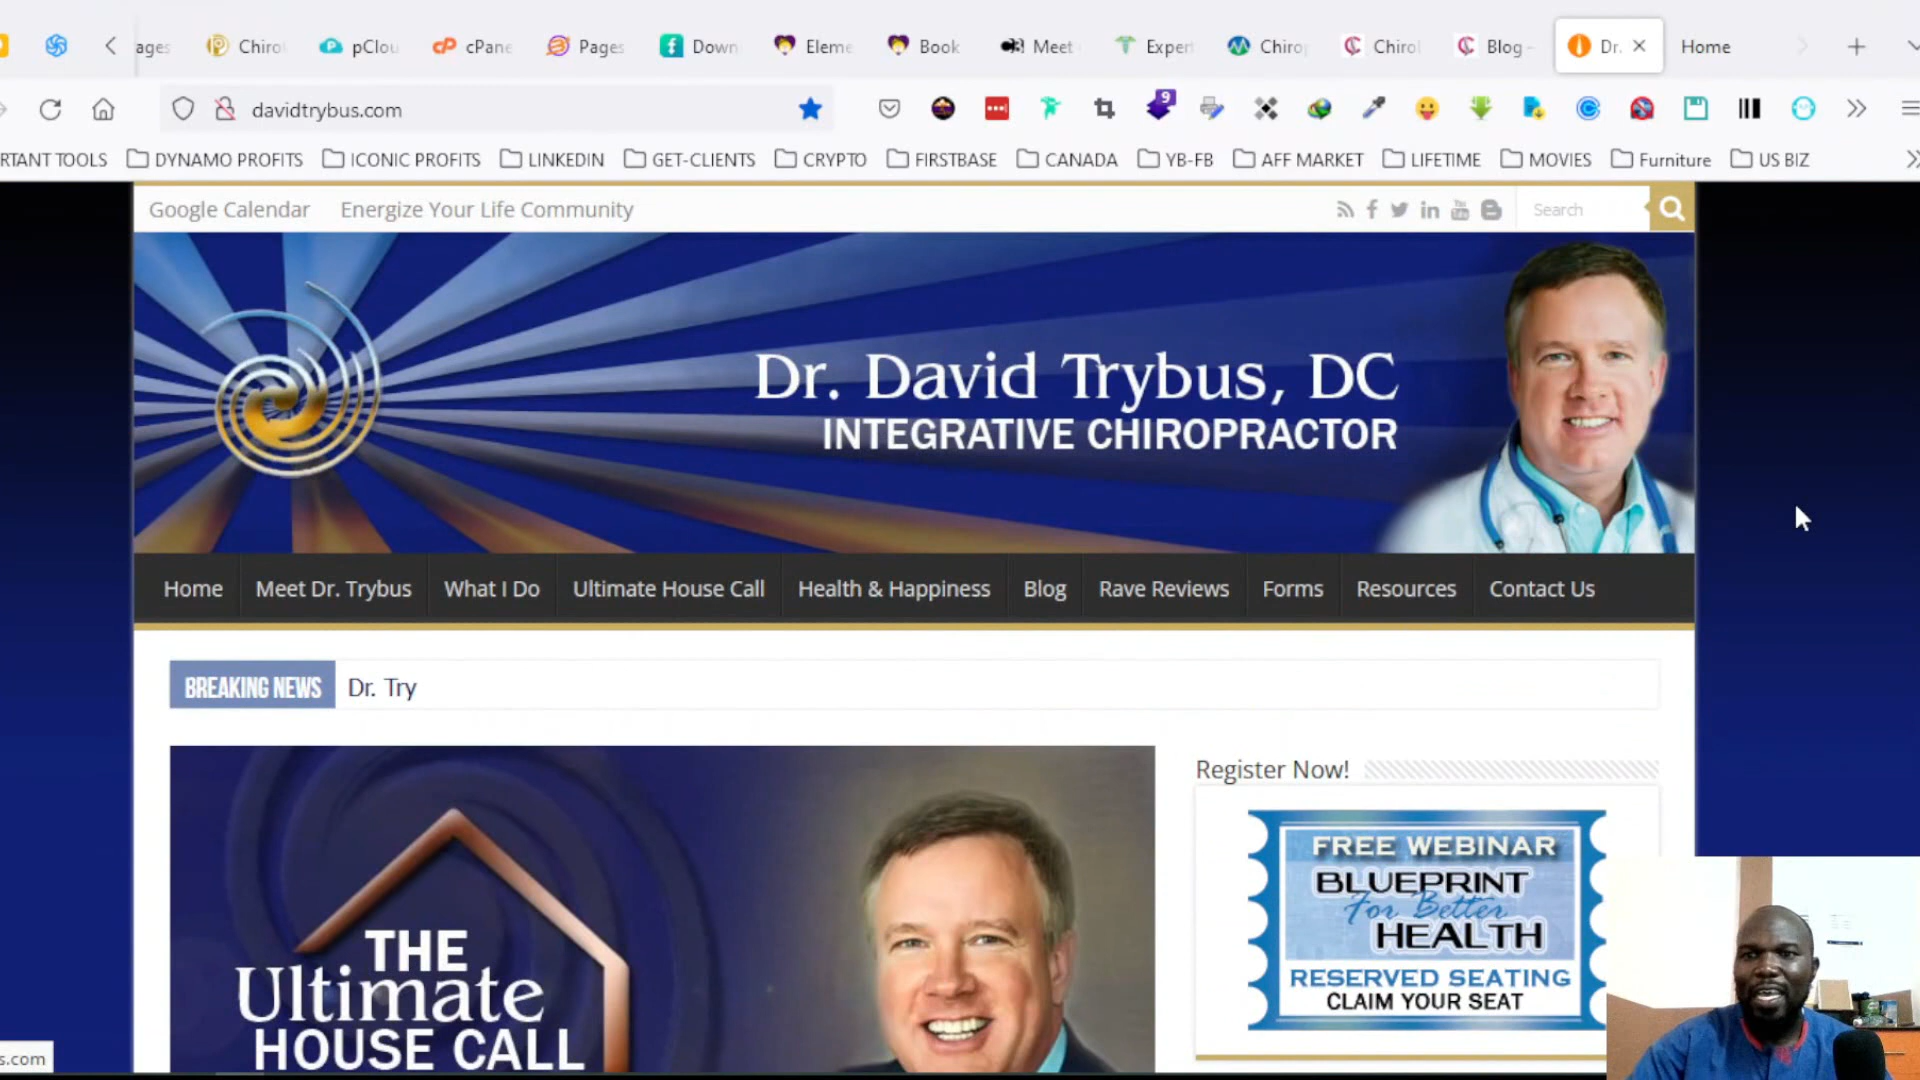 ages Chiro pClou cPane Pages Down Eleme Book Meet Expert Chiro Chirol Blog - Dr. Home
davidtrybus.com 9
RTANT TOOLS DYNAMO PROFITS ICONIC PROFITS LINKEDIN GET-CLIENTS CRYPTO FIRSTBASE CANADA YB-FB AFF MARKET LIFETIME MOVIES Furniture US BIZ
Google Calendar Energize Your Life Community Search
Dr. David Trybus, DC
INTEGRATIVE CHIROPRACTOR
Home Meet Dr. Trybus What I Do Ultimate House Call Health & Happiness Blog Rave Reviews Forms Resources Contact Us
BREAKING NEWS Dr. Try
THE
Ultimate
HOUSE CALL
Register Now!
FREE WEBINAR
BLUEPRINT
For Better
HEALTH
RESERVED SEATING
CLAIM YOUR SEAT
s.com